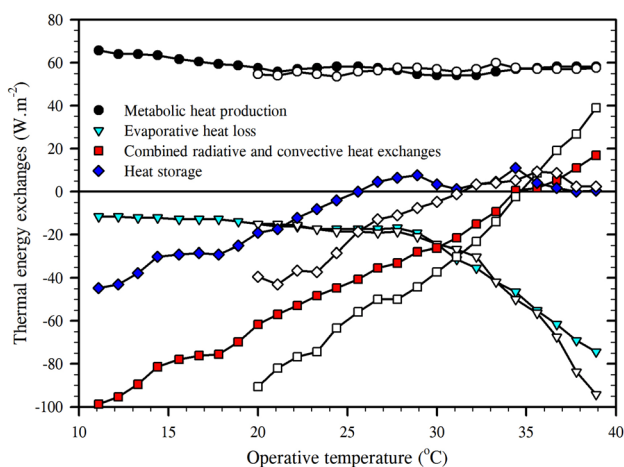 80
60
40
20
0
-20
-40
-60
-80
-100
Thermal energy exchanges (W.m-2)
Metabolic heat production
Evaporative heat loss
Combined radiative and convective heat exchanges
Heat storage
10 15 20 25 30 35 40
Operative temperature (oC)